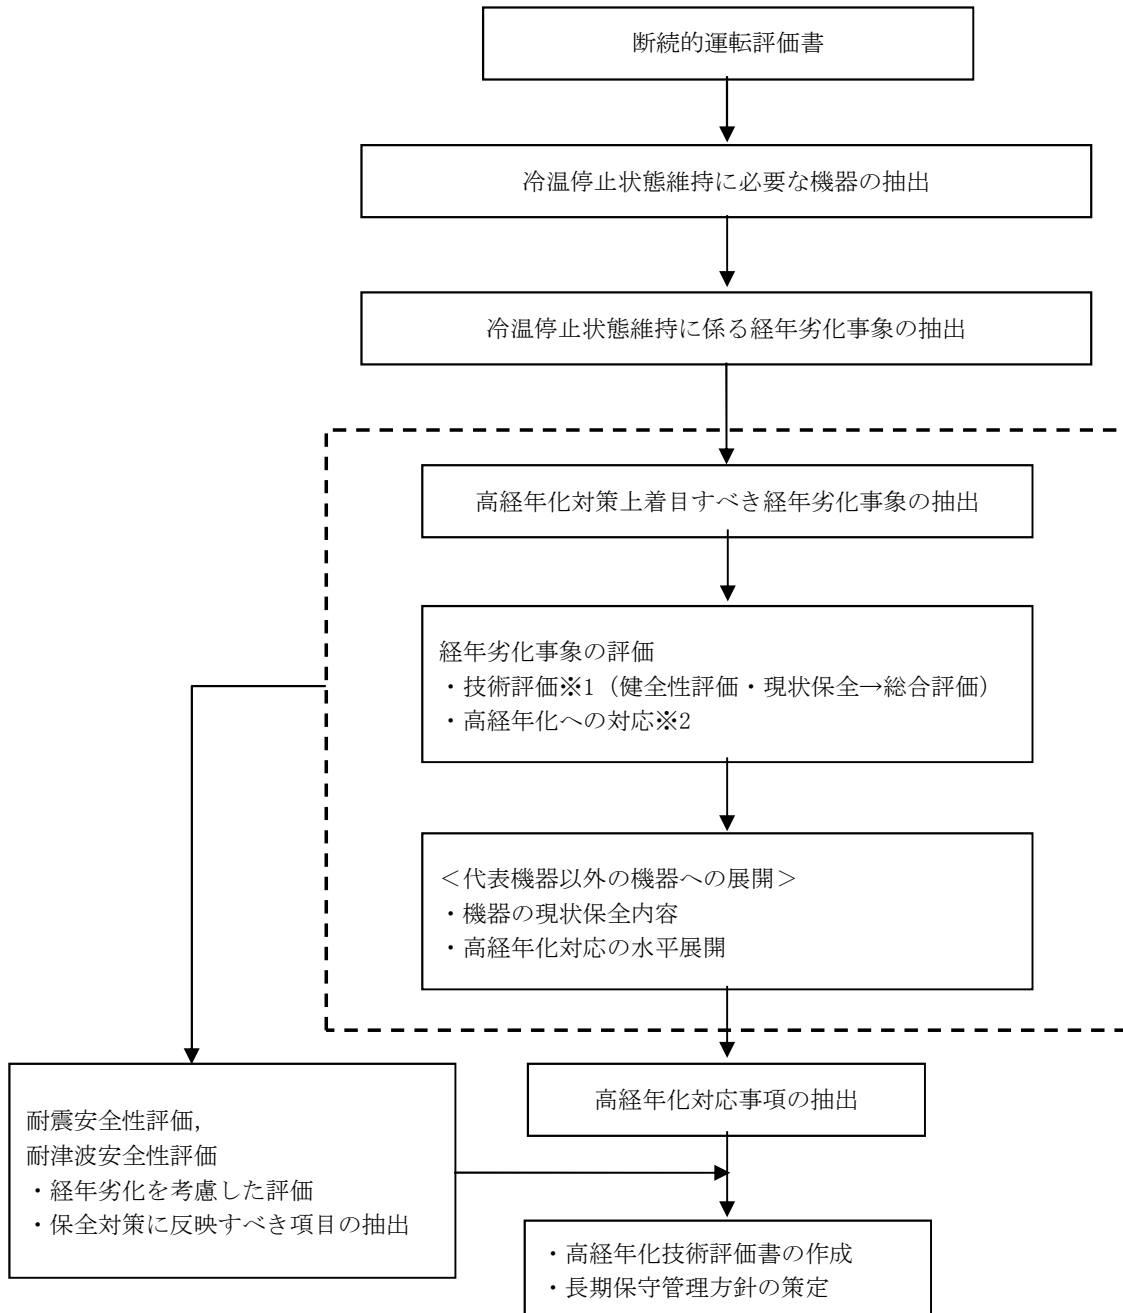 断続的運転評価書
冷温停止状態維持に必要な機器の抽出
冷温停止状態維持に係る経年劣化事象の抽出
高経年化対策上着目すべき経年劣化事象の抽出
経年劣化事象の評価
・技術評価※1（健全性評価・現状保全→総合評価）
・高経年化への対応※2
＜代表機器以外の機器への展開＞
・機器の現状保全内容
・高経年化対応の水平展開
高経年化対応事項の抽出
耐震安全性評価,
耐津波安全性評価
・経年劣化を考慮した評価
・保全対策に反映すべき項目の抽出
・高経年化技術評価書の作成
・長期保守管理方針の策定